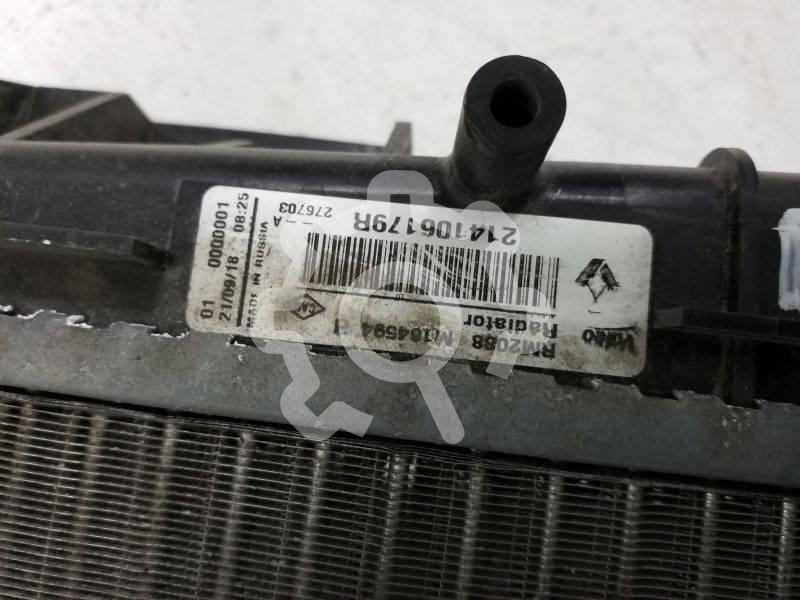 Valeo
RM2088 M184594 H
Radiator
214106179R
A
276703
01 0000001
21/09/18 08:25
MADE IN RUSSIA